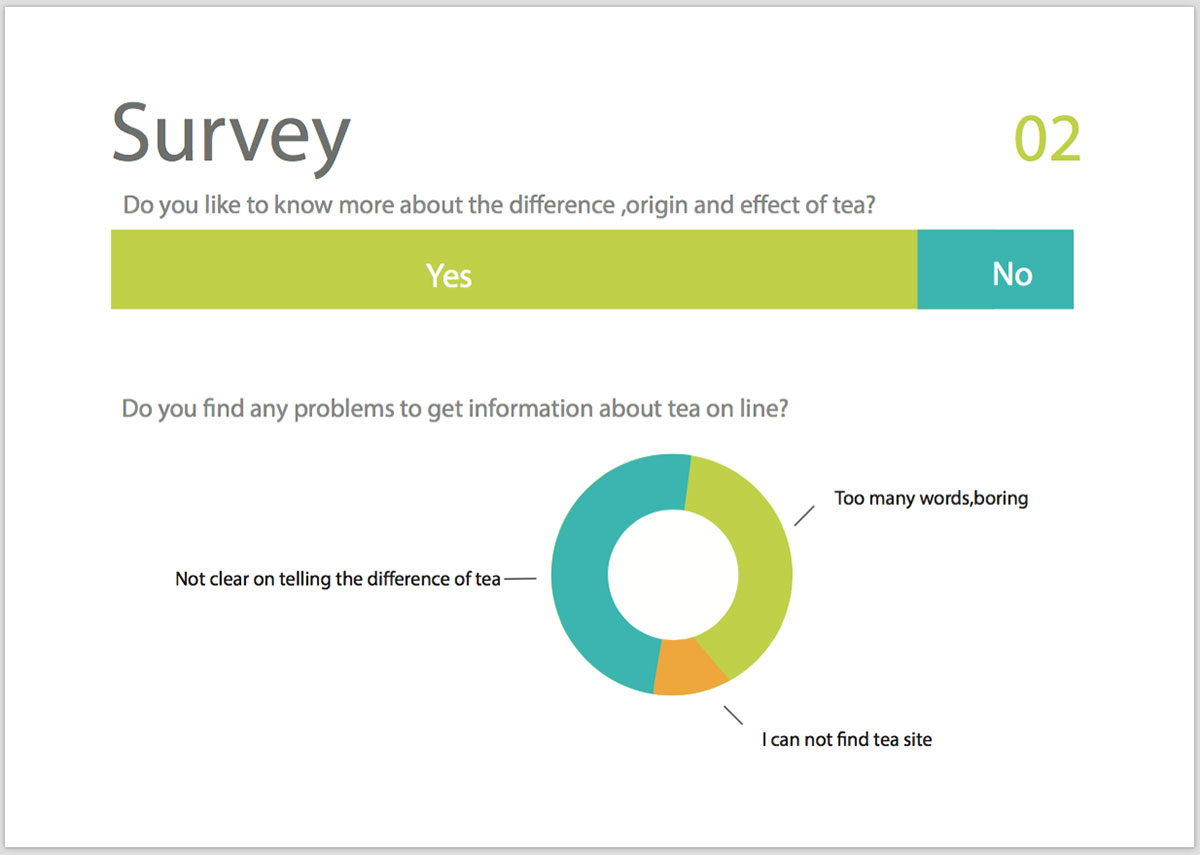 Survey
02
Do you like to know more about the difference ,origin and effect of tea?
Yes
No
Do you find any problems to get information about tea on line?
Too many words,boring
Not clear on telling the difference of tea
I can not find tea site